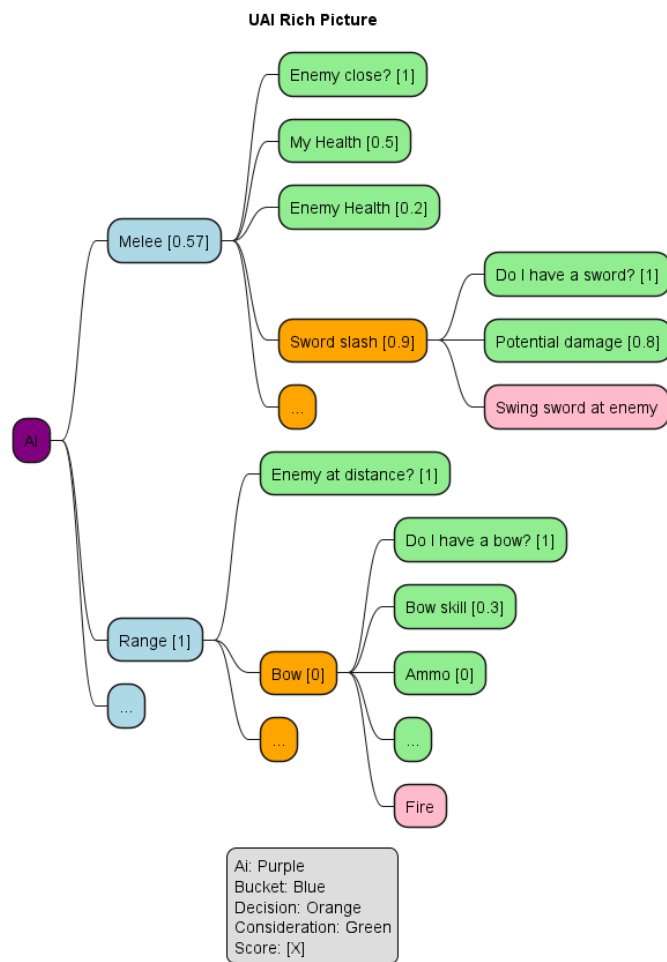 UAI Rich Picture
Enemy close? [1]
My Health [0.5]
Enemy Health [0.2]
Melee [0.57]
Do I have a sword? [1]
Sword slash [0.9]
Potential damage [0.8]
Swing sword at enemy
...
AI
Enemy at distance? [1]
Do I have a bow? [1]
Bow skill [0.3]
Range [1]
Bow [0]
Ammo [0]
...
...
...
Fire
Ai: Purple
Bucket: Blue
Decision: Orange
Consideration: Green
Score: [X]